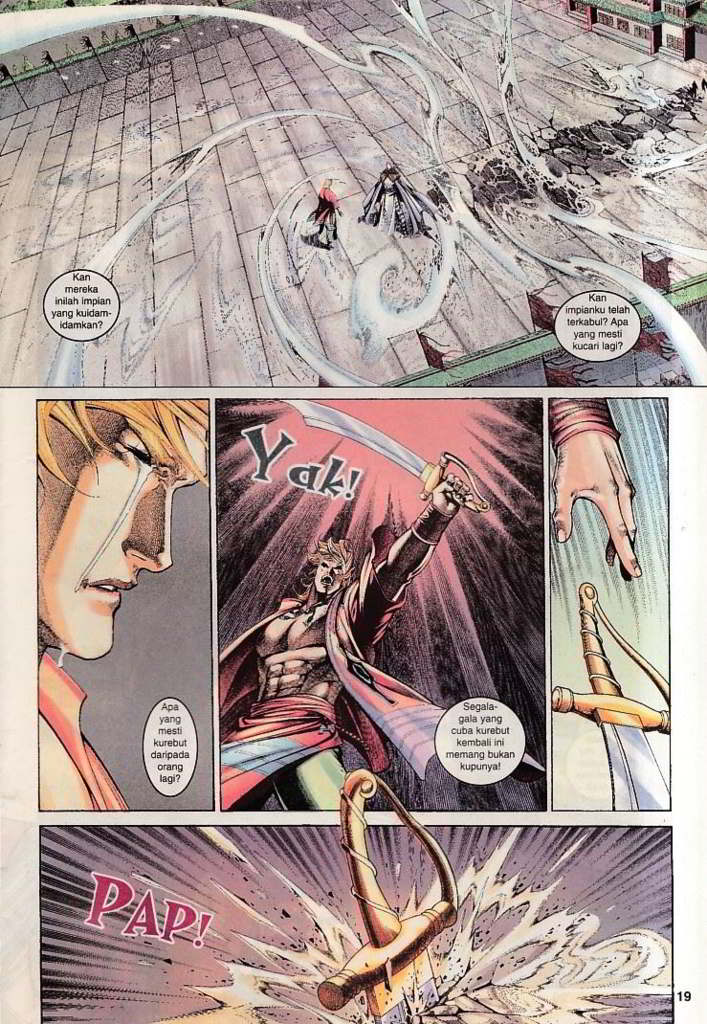 Kan
mereka
inilah impian
yang kuidam-
idamkan?
Kan
impianku telah
terkabul? Apa
yang mesti
kucari lagi?
Apa
yang
mesti
kurebut
daripada
orang
lagi?
Yak!
Segala-
gala yang
cuba kurebut
kembali ini
memang bukan
kupunya!
PAP!
19